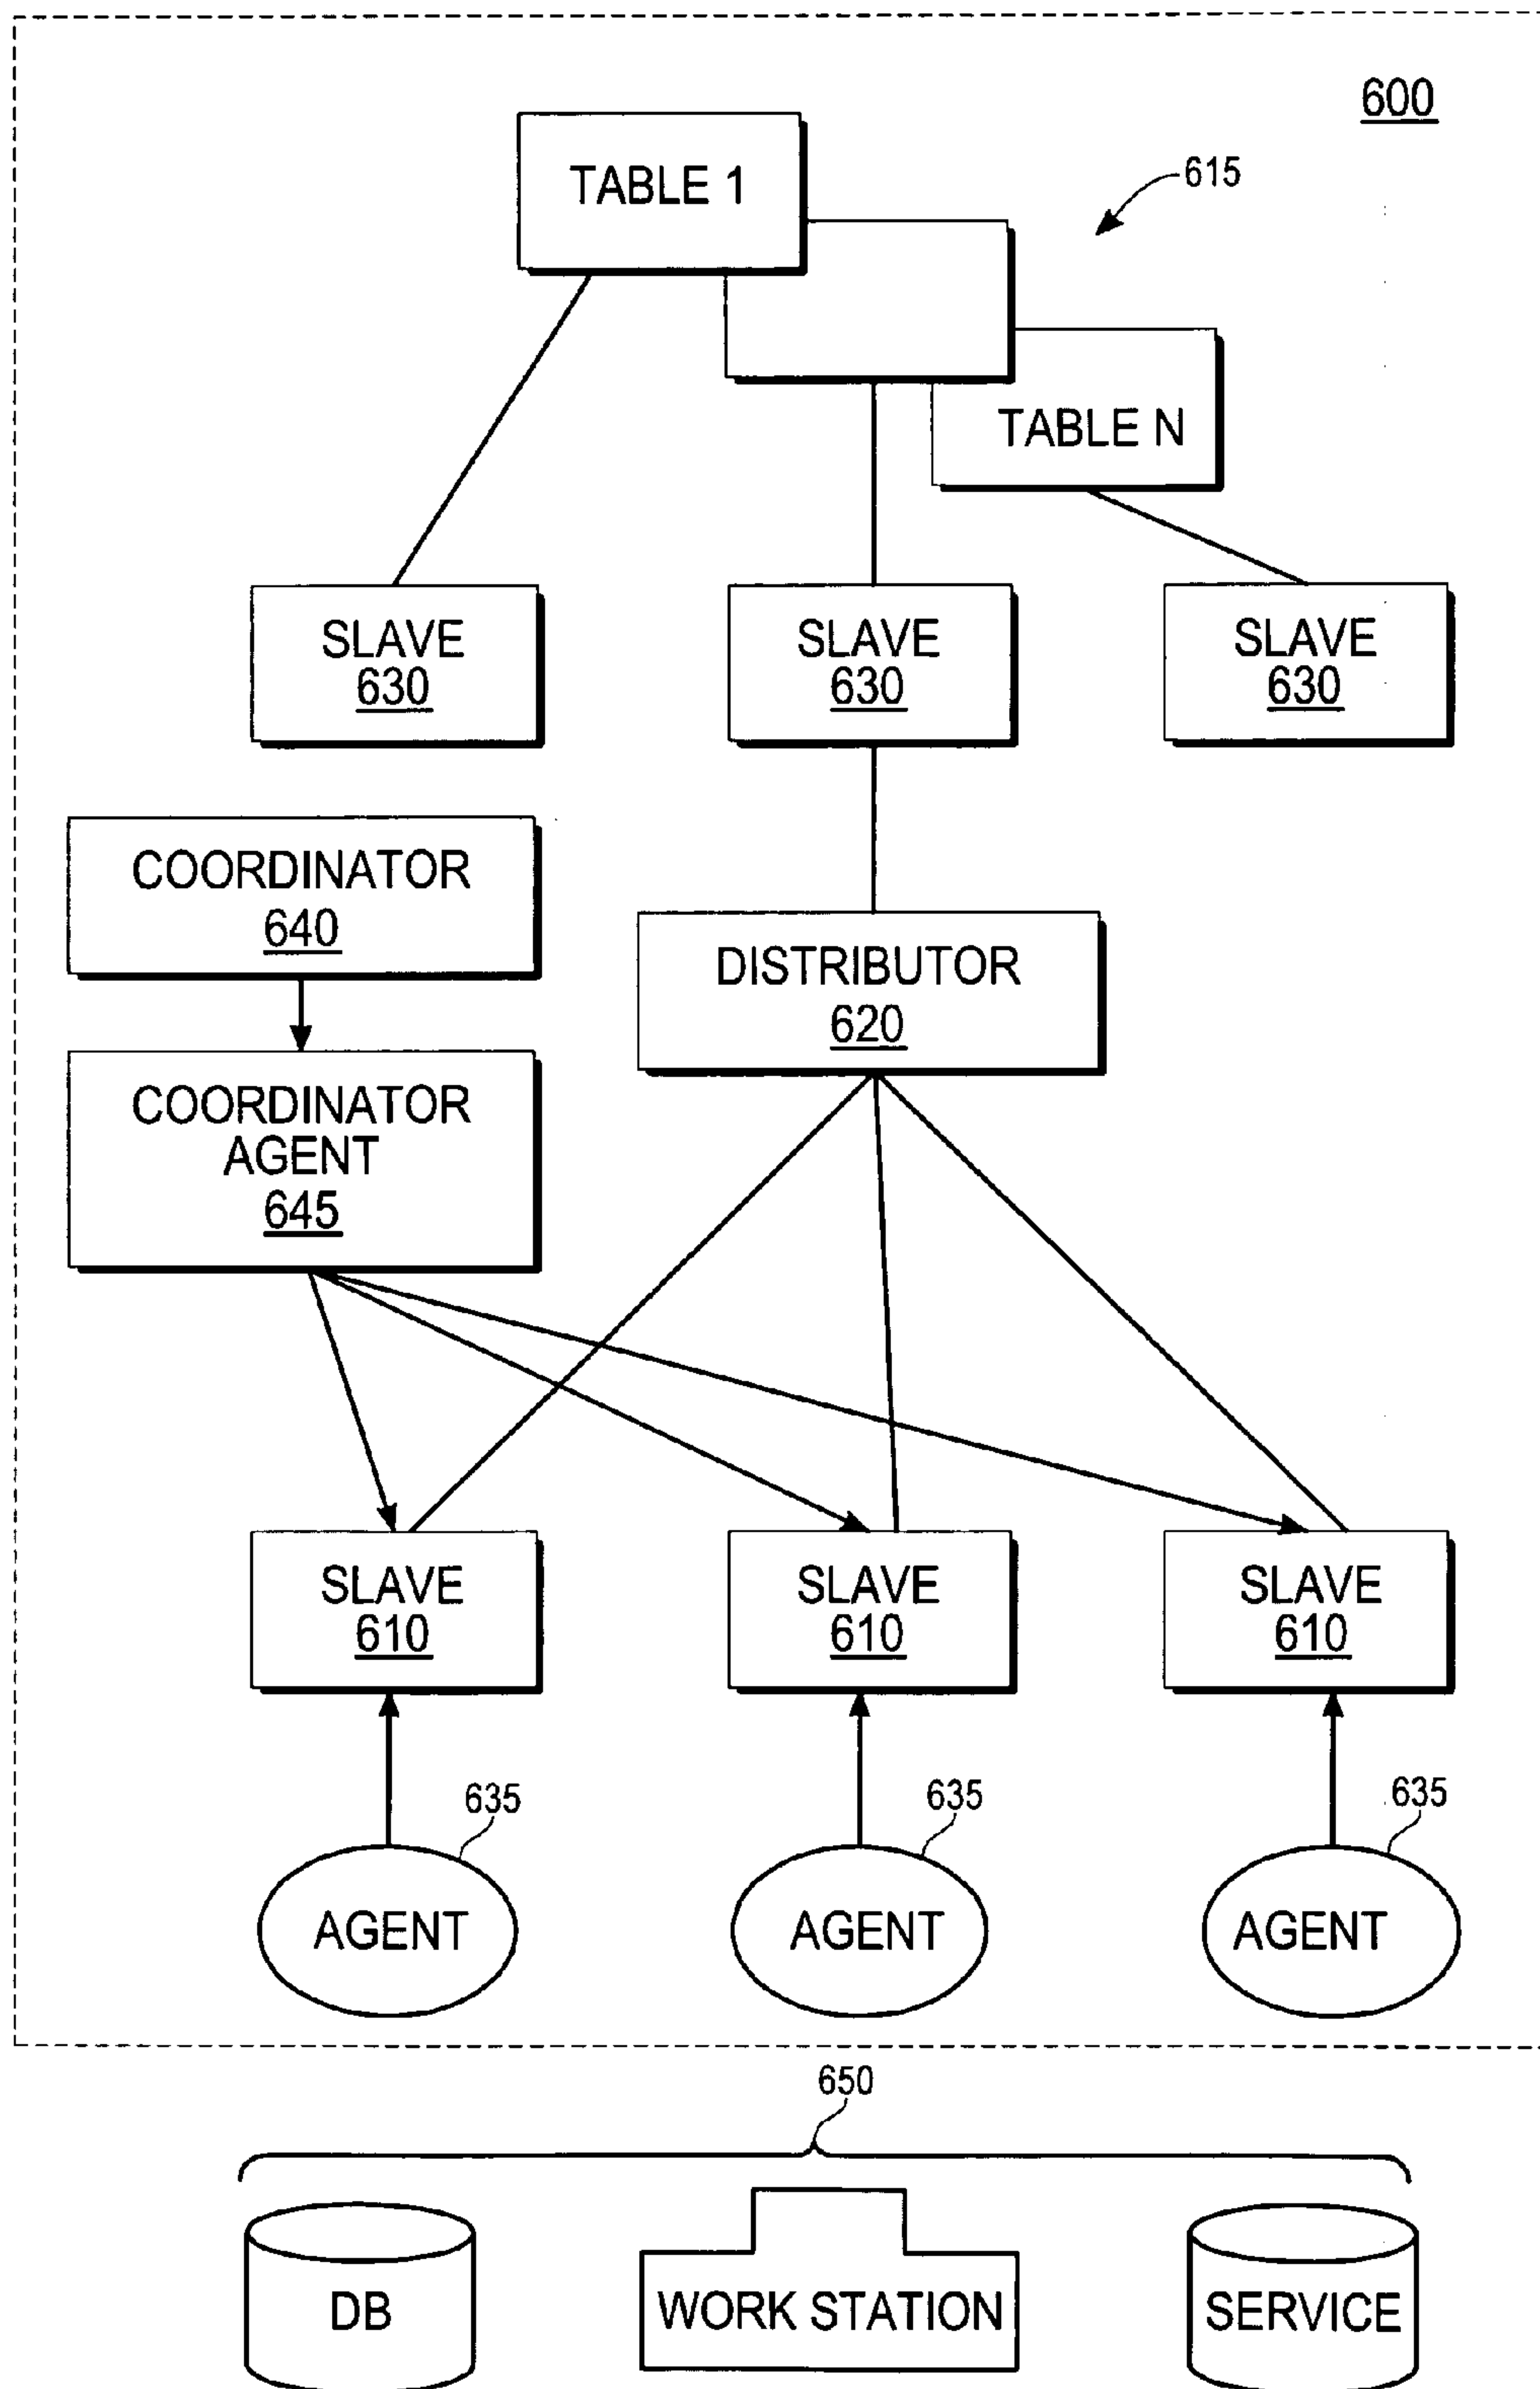 600
TABLE 1
615
TABLE N
SLAVE
630
SLAVE
630
SLAVE
630
COORDINATOR
640
DISTRIBUTOR
620
COORDINATOR
AGENT
645
SLAVE
610
SLAVE
610
SLAVE
610
635
635
635
AGENT
AGENT
AGENT
650
DB
WORK STATION
SERVICE